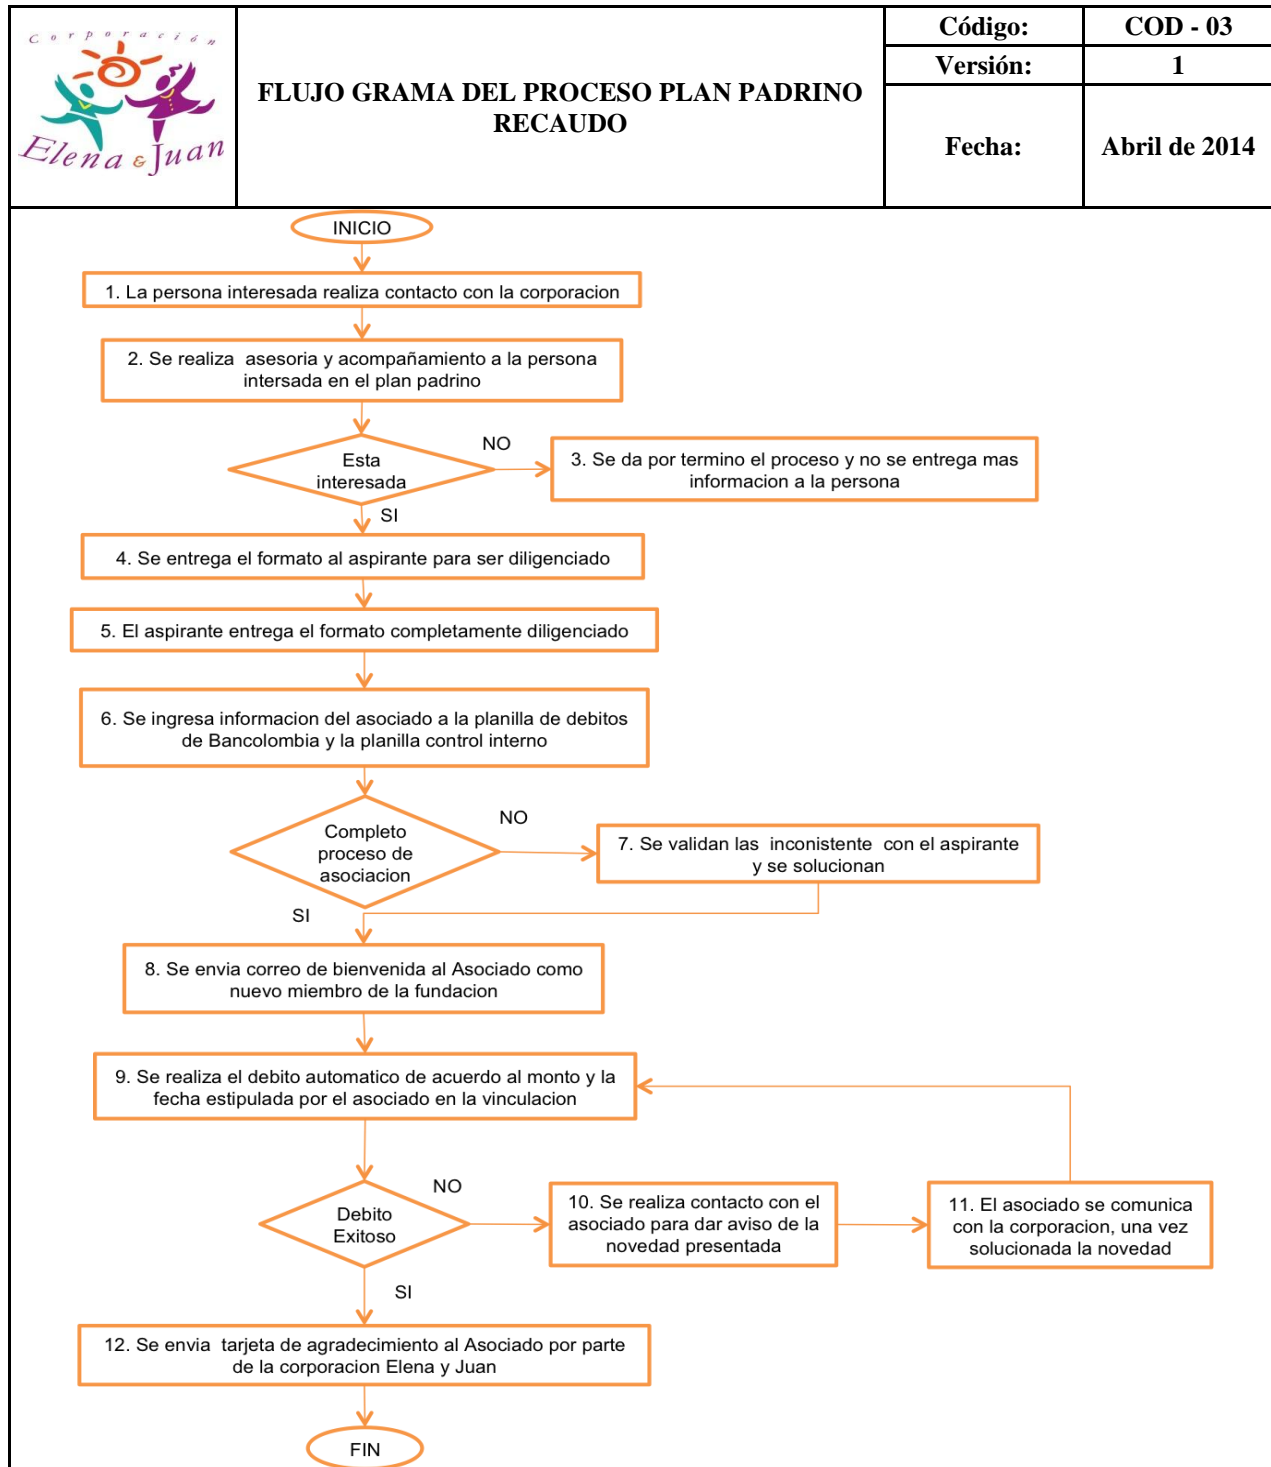 Corporación
Elena & Juan
FLUJO GRAMA DEL PROCESO PLAN PADRINO
RECAUDO
Código:
COD - 03
Versión:
1
Fecha:
Abril de 2014
INICIO
1. La persona interesada realiza contacto con la corporacion
2. Se realiza asesoria y acompañamiento a la persona
intersada en el plan padrino
Esta
interesada
NO
3. Se da por termino el proceso y no se entrega mas
informacion a la persona
SI
4. Se entrega el formato al aspirante para ser diligenciado
5. El aspirante entrega el formato completamente diligenciado
6. Se ingresa informacion del asociado a la planilla de debitos
de Bancolombia y la planilla control interno
Completo
proceso de
asociacion
NO
7. Se validan las inconsistente con el aspirante
y se solucionan
SI
8. Se envia correo de bienvenida al Asociado como
nuevo miembro de la fundacion
9. Se realiza el debito automatico de acuerdo al monto y la
fecha estipulada por el asociado en la vinculacion
Debito
Exitoso
NO
10. Se realiza contacto con el
asociado para dar aviso de la
novedad presentada
11. El asociado se comunica
con la corporacion, una vez
solucionada la novedad
SI
12. Se envia tarjeta de agradecimiento al Asociado por parte
de la corporacion Elena y Juan
FIN